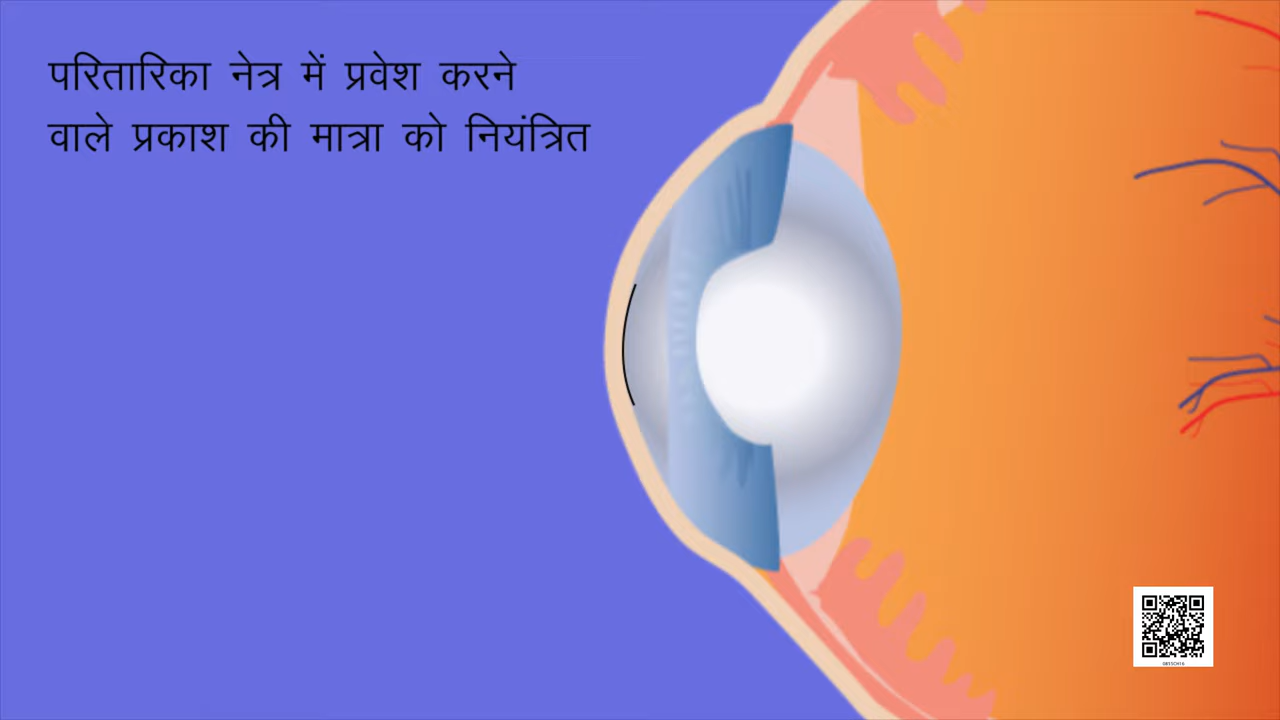 परितारिका नेत्र में प्रवेश करने
वाले प्रकाश की मात्रा को नियंत्रित